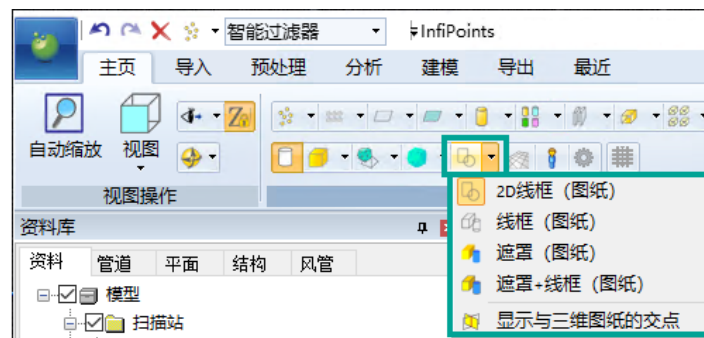 智能过滤器
InfiPoints
主页 导入 预处理 分析 建模 导出 最近
自动缩放 视图
视图操作
2D线框（图纸）
线框（图纸）
遮罩（图纸）
遮罩+线框（图纸）
显示与三维图纸的交点
资料库
资料 管道 平面 结构 风管
模型
扫描站